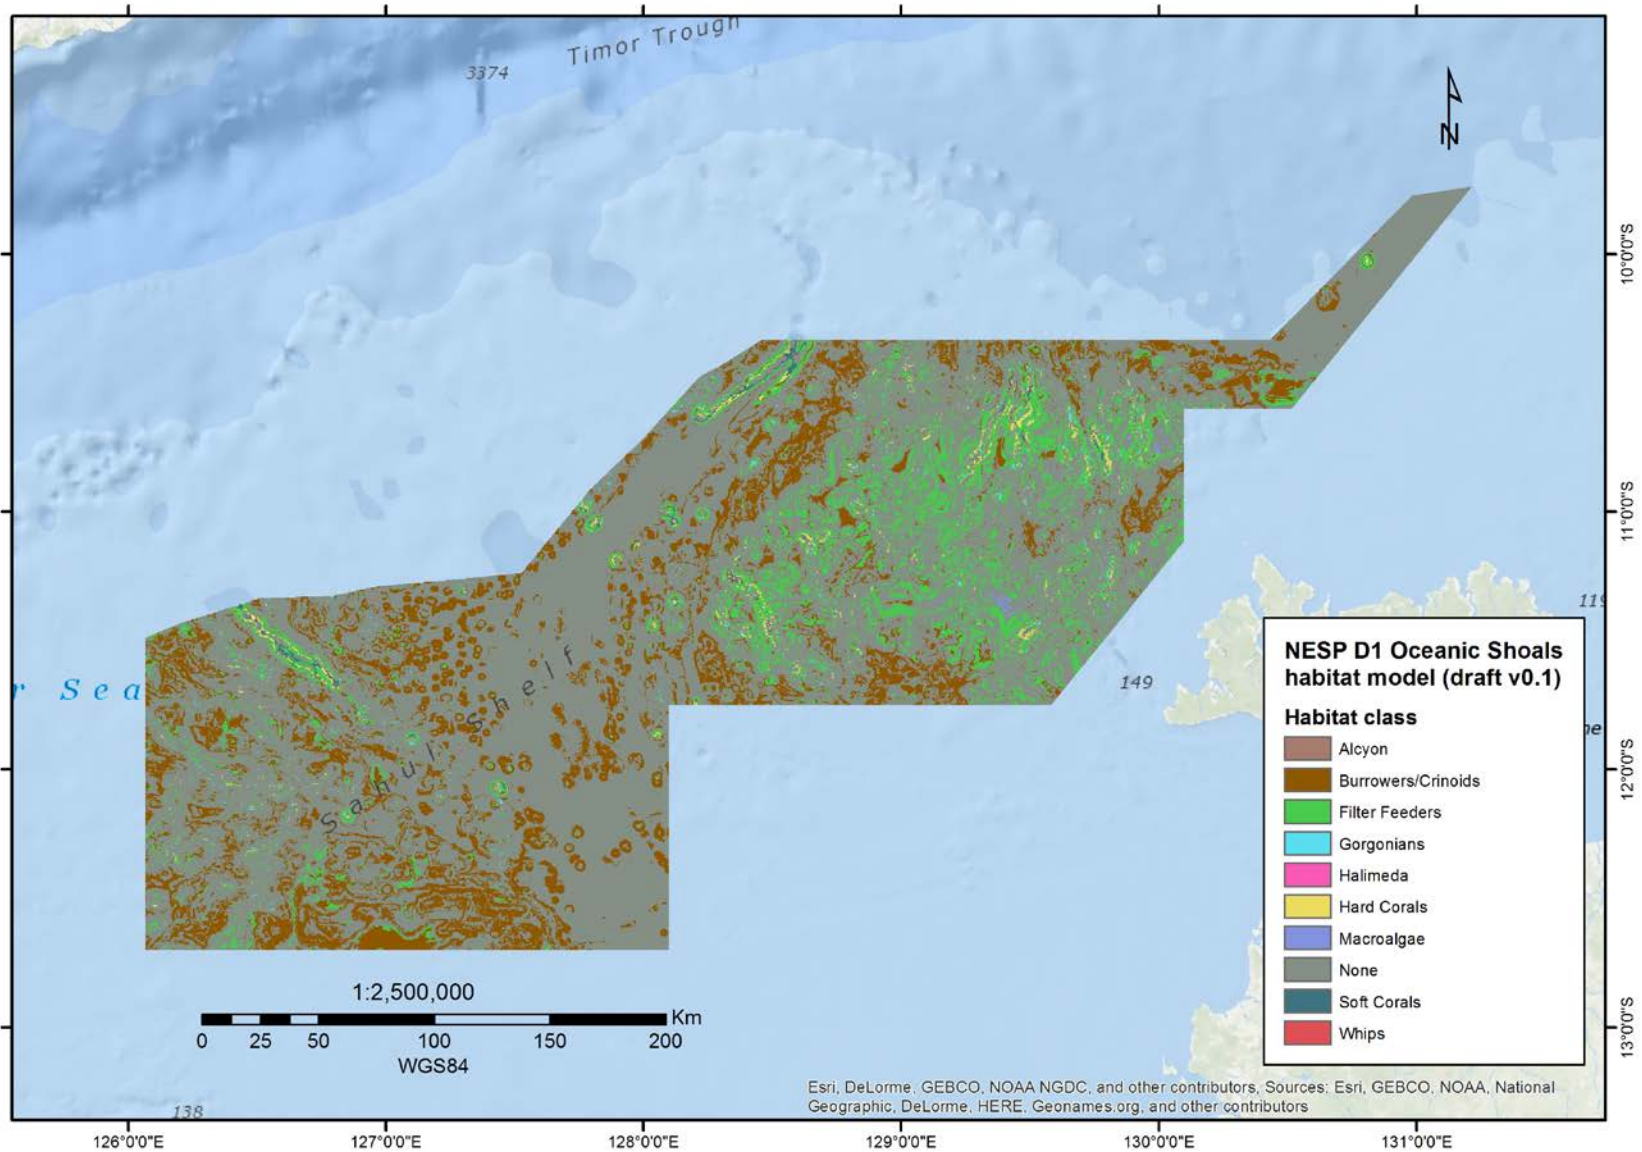 Timor Trough
3374
N
10°0'0"S
11°0'0"S
r Sea
Sahul Shelf
149
119
NESP D1 Oceanic Shoals
habitat model (draft v0.1)
Habitat class
Alcyon
Burrowers/Crinoids
Filter Feeders
Gorgonians
Halimeda
Hard Corals
Macroalgae
None
Soft Corals
Whips
ne
12°0'0"S
13°0'0"S
1:2,500,000
Km
0 25 50 100 150 200
WGS84
138
Esri, DeLorme, GEBCO, NOAA NGDC, and other contributors, Sources: Esri, GEBCO, NOAA, National
Geographic, DeLorme, HERE, Geonames.org, and other contributors
126°0'0"E 127°0'0"E 128°0'0"E 129°0'0"E 130°0'0"E 131°0'0"E